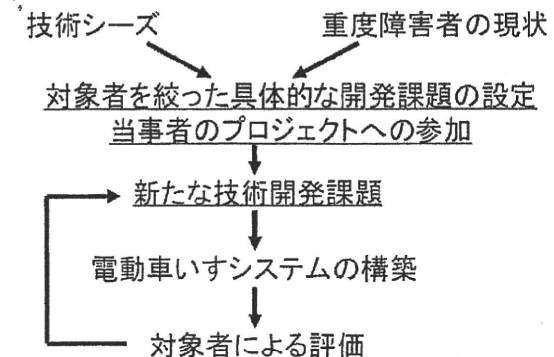 技術シーズ
重度障害者の現状
対象者を絞った具体的な開発課題の設定
当事者のプロジェクトへの参加
新たな技術開発課題
電動車いすシステムの構築
対象者による評価